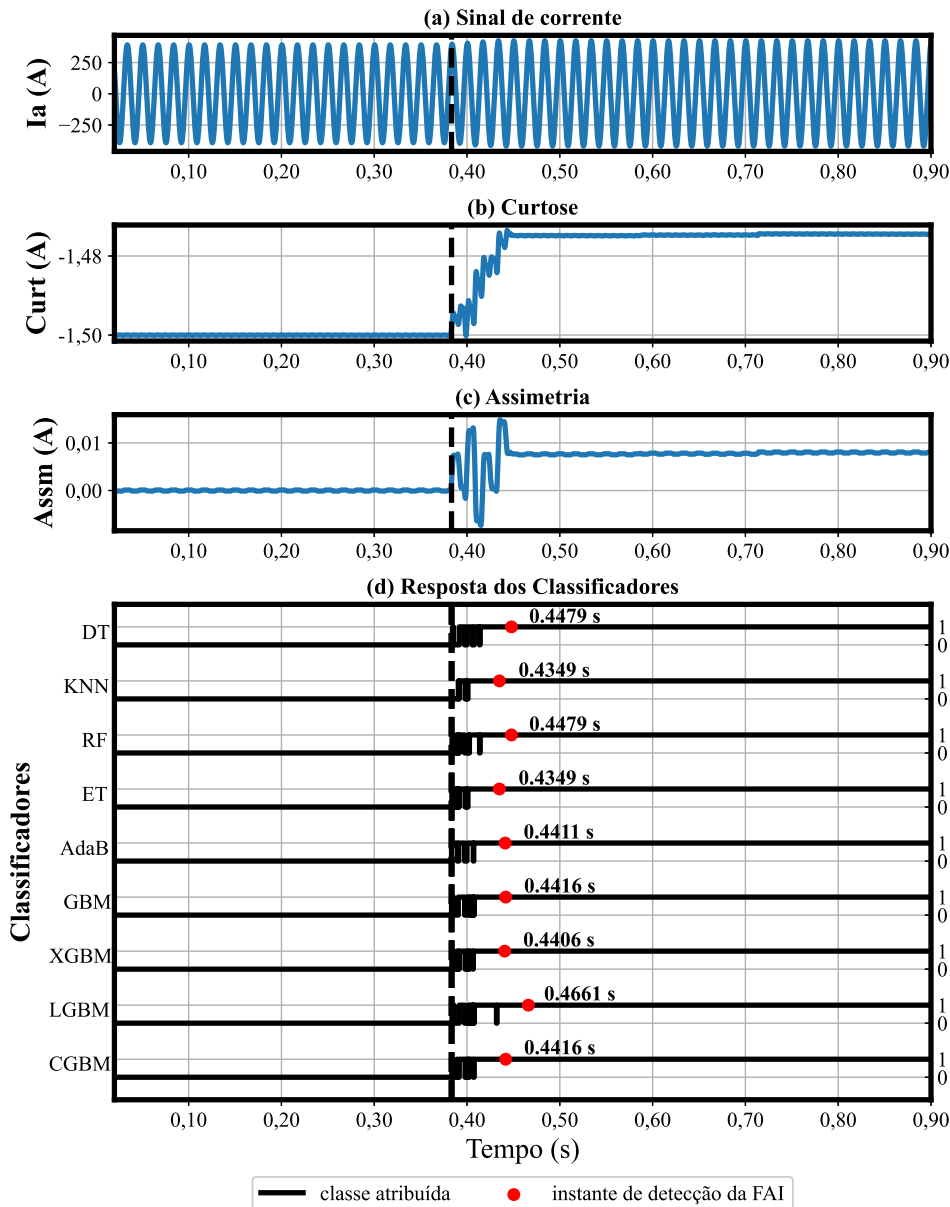 (a) Sinal de corrente
Ia (A)
250
0
−250
0,10 0,20 0,30 0,40 0,50 0,60 0,70 0,80 0,90
(b) Curtose
Curt (A)
-1,48
-1,50
0,10 0,20 0,30 0,40 0,50 0,60 0,70 0,80 0,90
(c) Assimetria
Assm (A)
0,01
0,00
0,10 0,20 0,30 0,40 0,50 0,60 0,70 0,80 0,90
(d) Resposta dos Classificadores
Classificadores
DT 0.4479 s 1
0
KNN 0.4349 s 1
0
RF 0.4479 s 1
0
ET 0.4349 s 1
0
AdaB 0.4411 s 1
0
GBM 0.4416 s 1
0
XGBM 0.4406 s 1
0
LGBM 0.4661 s 1
0
CGBM 0.4416 s 1
0
0,10 0,20 0,30 0,40 0,50 0,60 0,70 0,80 0,90
Tempo (s)
classe atribuída instante de detecção da FAI